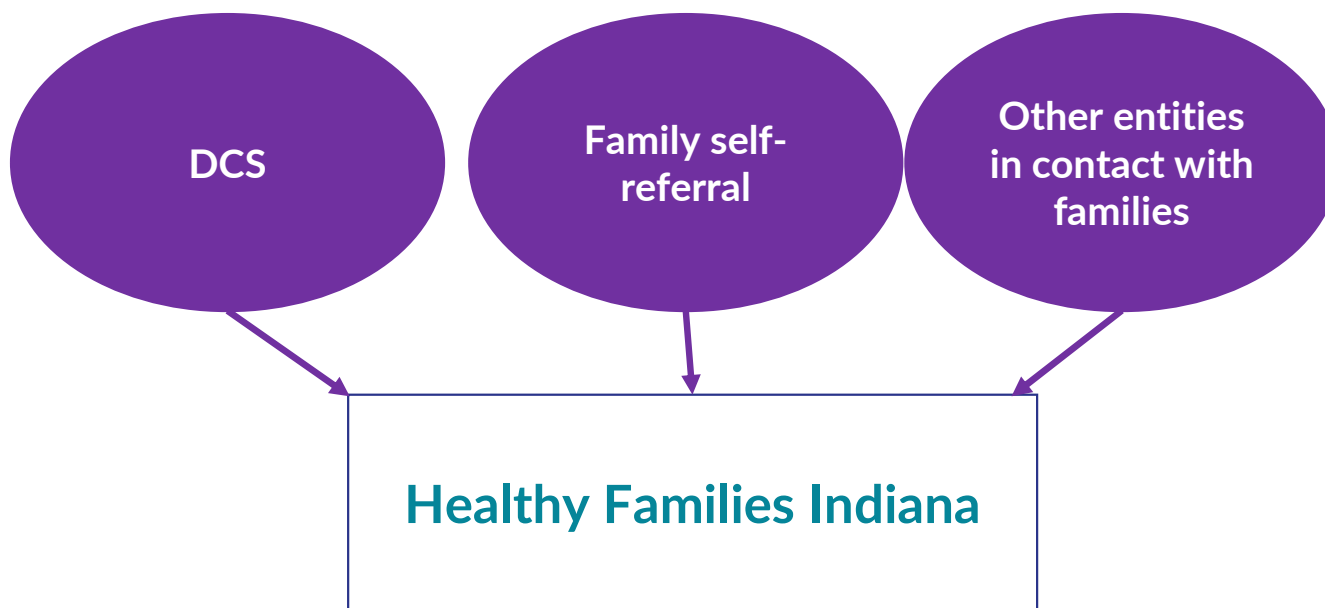 DCS
Family self-
referral
Other entities
in contact with
families
Healthy Families Indiana